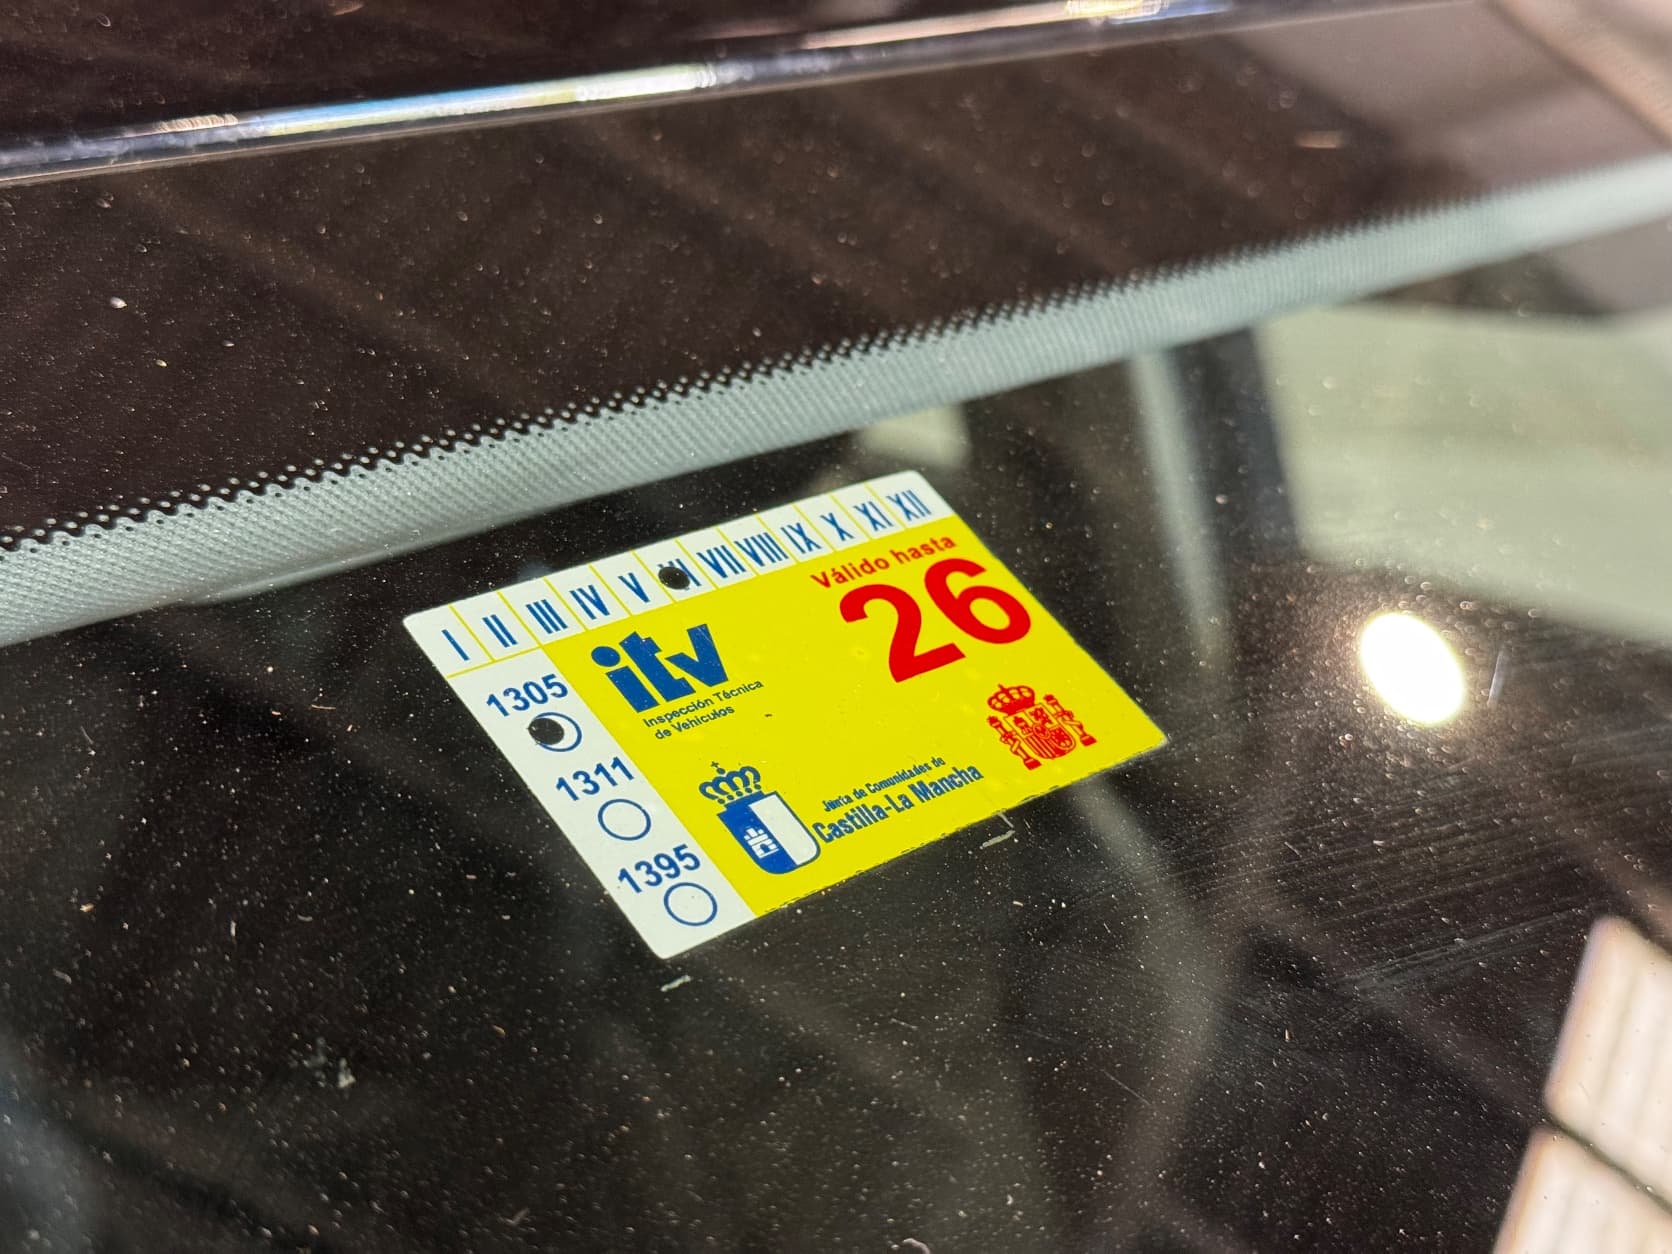 I II III IV V VI VII VIII IX X XI XII
Válido hasta
26
itv
Inspección Técnica
de Vehículos
1305
1311
1395
Junta de Comunidades de
Castilla-La Mancha